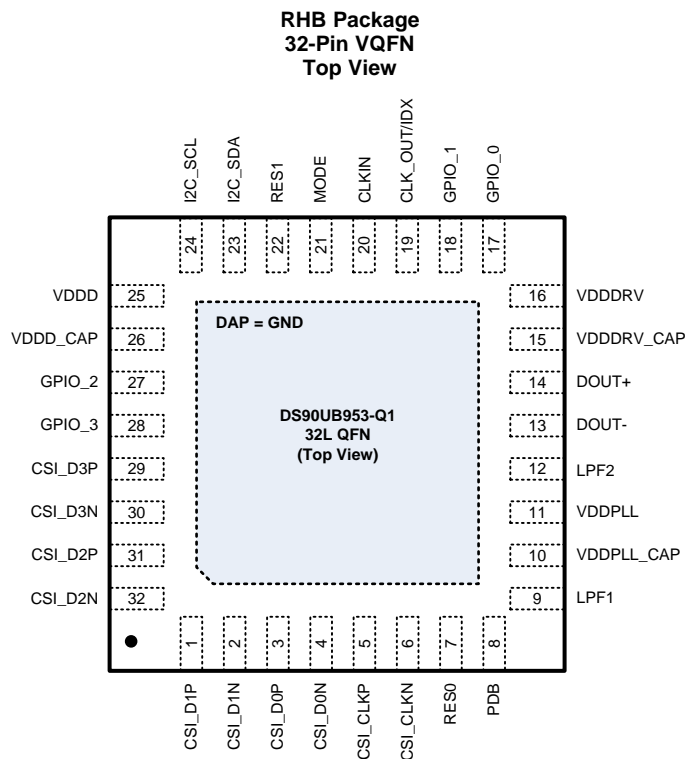 RHB Package
32-Pin VQFN
Top View
I2C_SCL
I2C_SDA
RES1
MODE
CLKIN
CLK_OUT/IDX
GPIO_1
GPIO_0
24
23
22
21
20
19
18
17
VDDD 25
VDDD_CAP 26
GPIO_2 27
GPIO_3 28
CSI_D3P 29
CSI_D3N 30
CSI_D2P 31
CSI_D2N 32
DAP = GND
DS90UB953-Q1
32L QFN
(Top View)
16 VDDDRV
15 VDDDRV_CAP
14 DOUT+
13 DOUT-
12 LPF2
11 VDDPLL
10 VDDPLL_CAP
9 LPF1
1
2
3
4
5
6
7
8
CSI_D1P
CSI_D1N
CSI_D0P
CSI_D0N
CSI_CLKP
CSI_CLKN
RES0
PDB